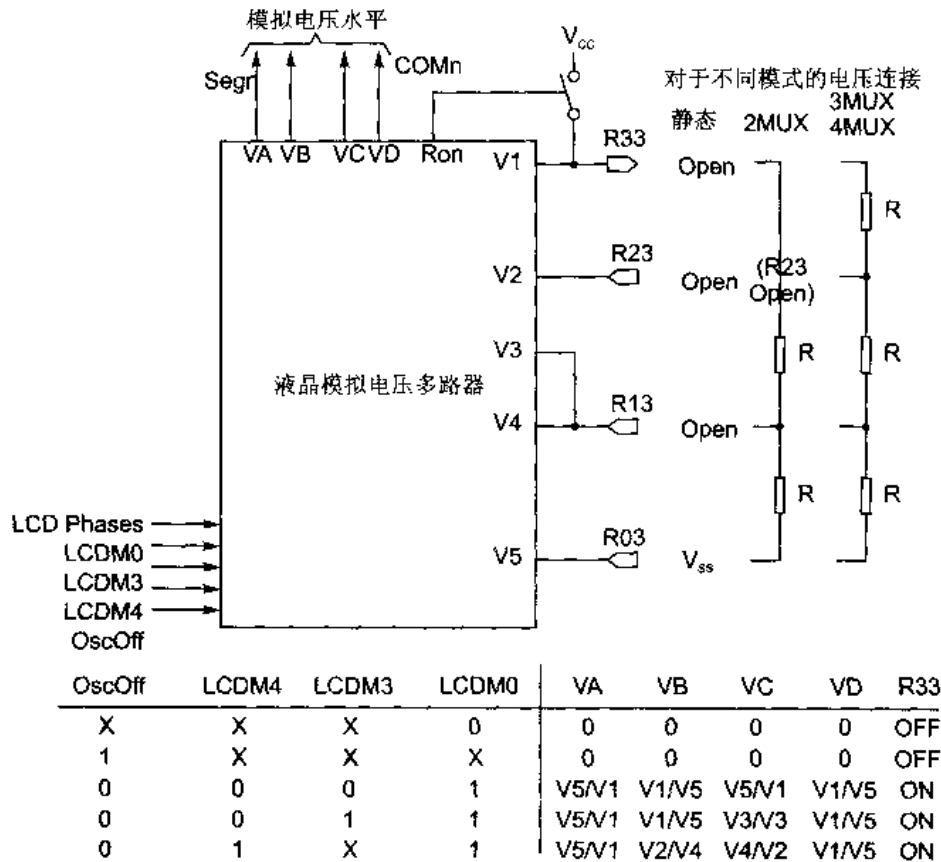 模拟电压水平
Segn
COMn
Vcc
对于不同模式的电压连接
静态 2MUX 3MUX
4MUX
VA VB VC VD Ron
V1 R33 Open
R
V2 R23 Open (R23
Open)
V3 R R
液晶模拟电压多路器
V4 R13 Open
R R
V5 R03 Vss
LCD Phases
LCDM0
LCDM3
LCDM4
OscOff
OscOff LCDM4 LCDM3 LCDM0 VA VB VC VD R33
X X X 0 0 0 0 0 OFF
1 X X X 0 0 0 0 OFF
0 0 0 1 V5/V1 V1/V5 V5/V1 V1/V5 ON
0 0 1 1 V5/V1 V1/V5 V3/V3 V1/V5 ON
0 1 X 1 V5/V1 V2/V4 V4/V2 V1/V5 ON